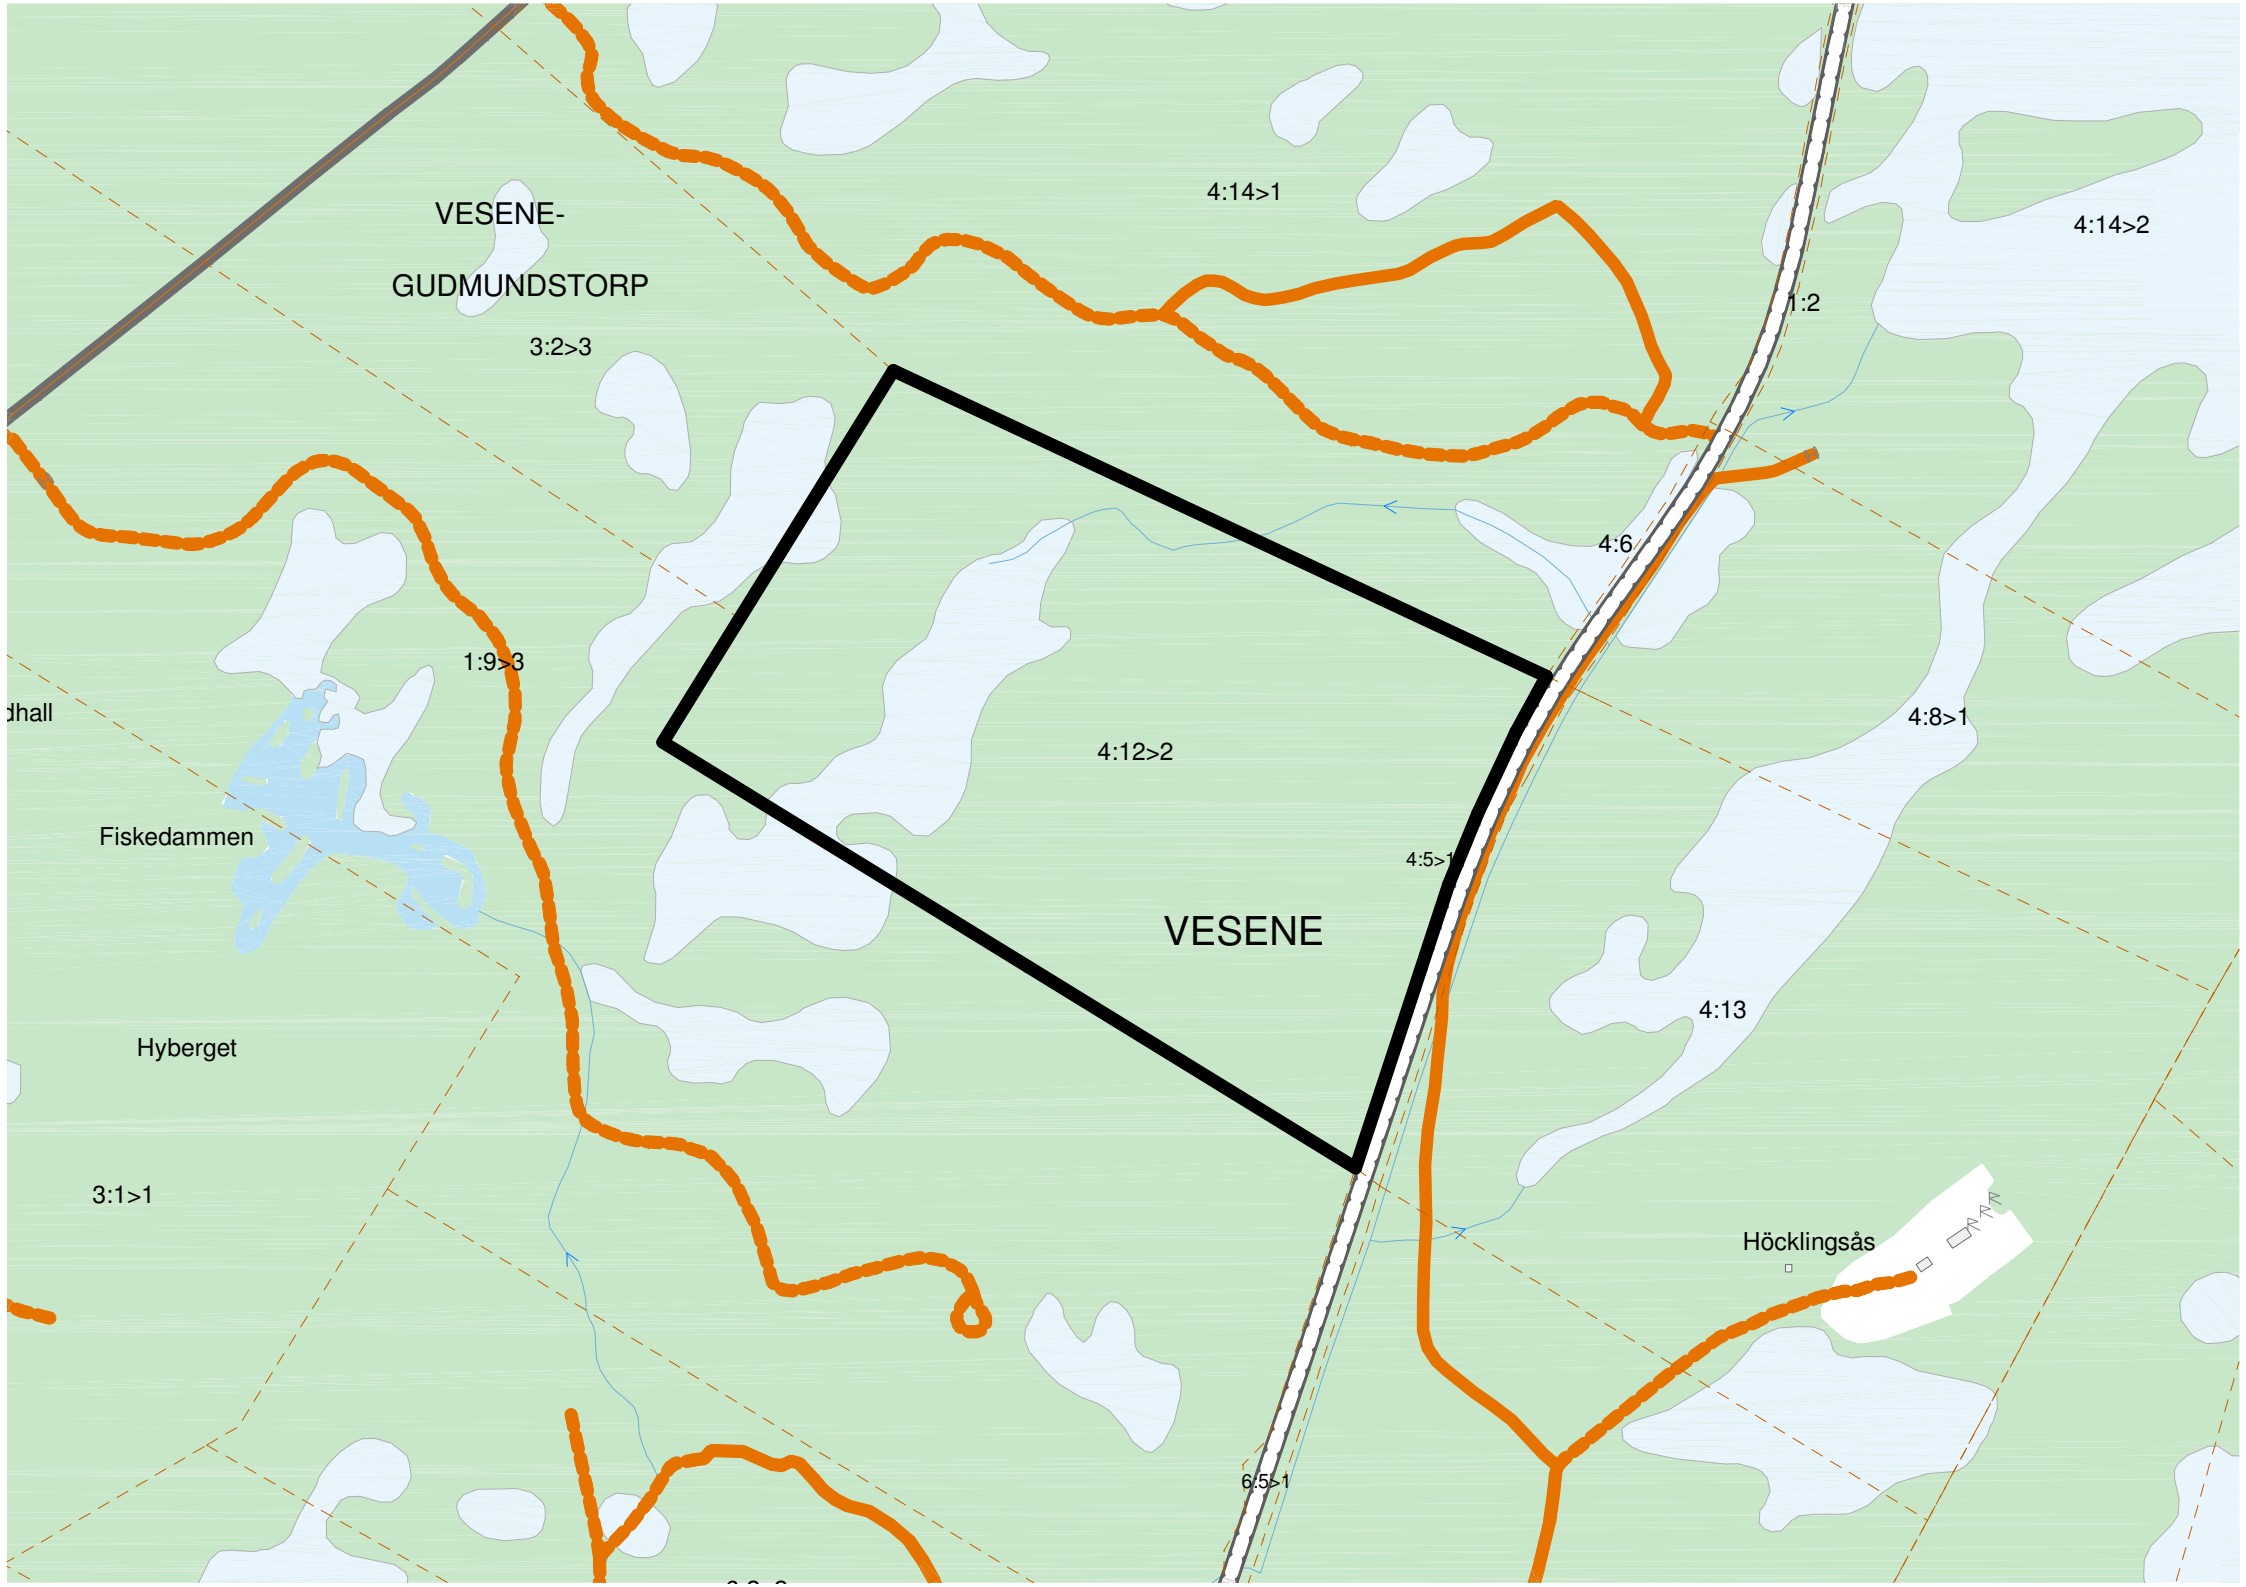 4:14>1
VESENE-
4:14>2
GUDMUNDSTORP
1:2
3:2>3
4:6
1:9>3
dhall
4:8>1
4:12>2
Fiskedammen
4:5>1
VESENE
4:13
Hyberget
3:1>1
Höcklingsås
6:5>1